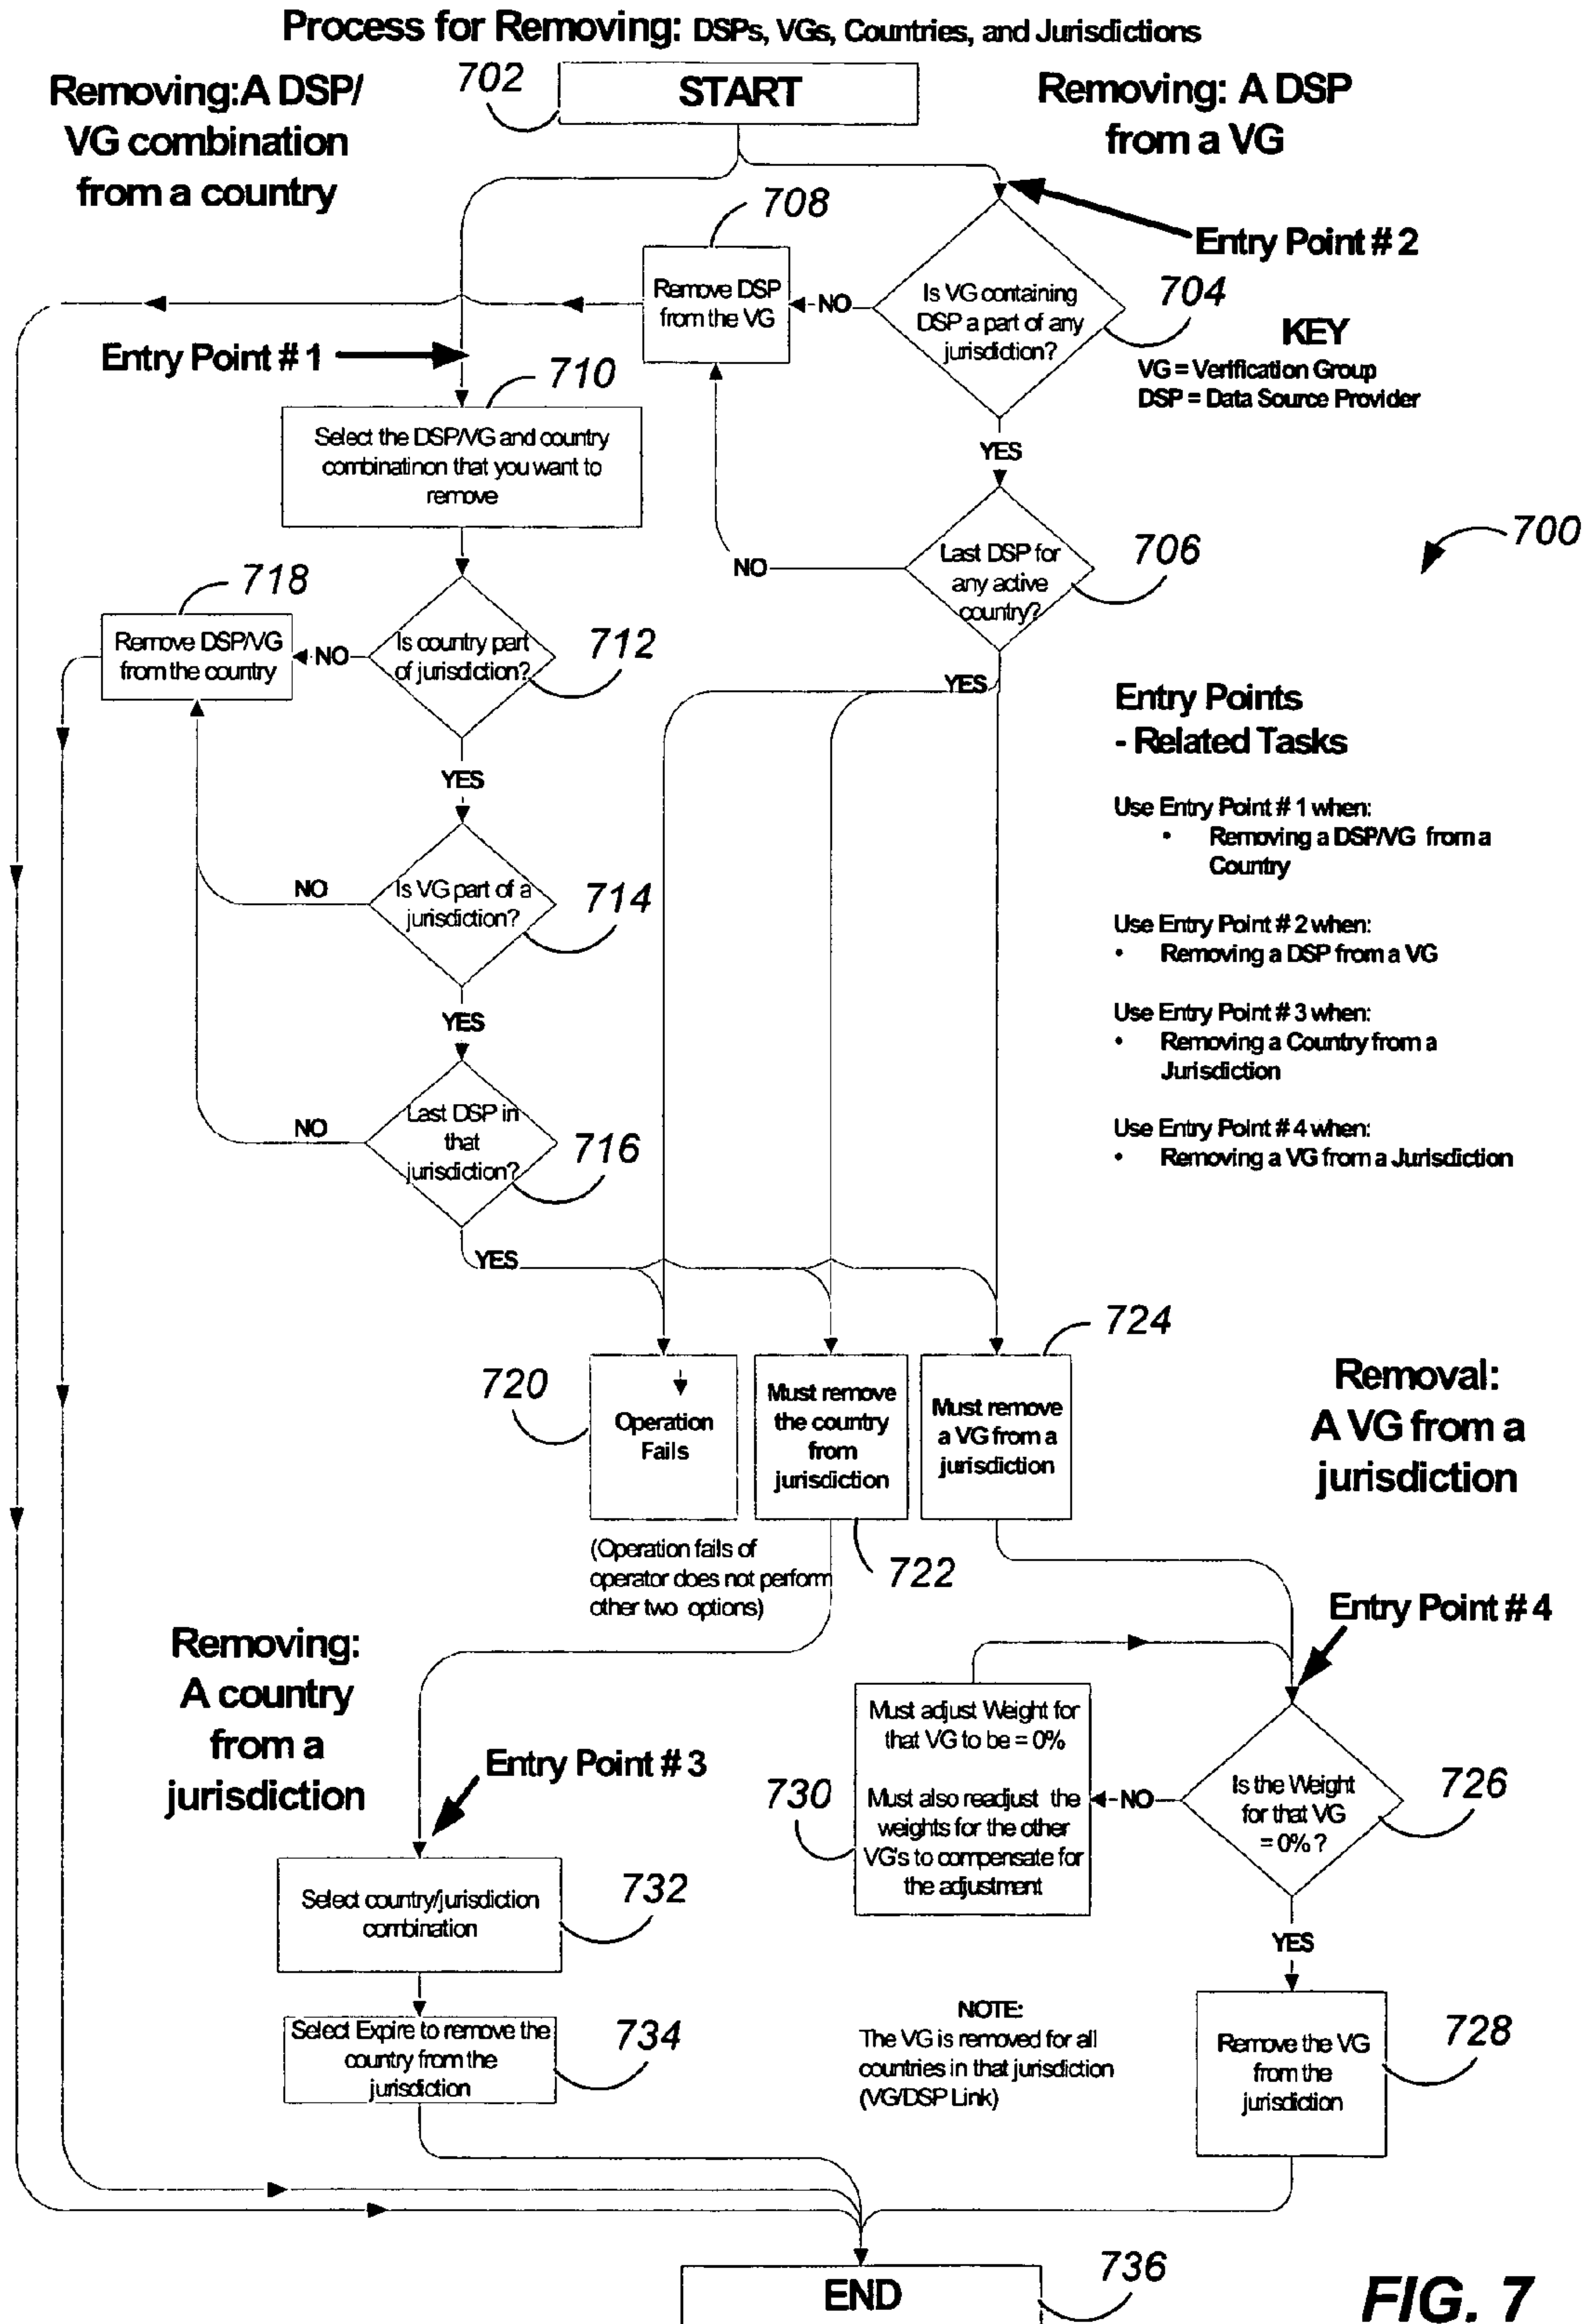 Process for Removing: DSPs, VGs, Countries, and Jurisdictions
Removing:A DSP/
VG combination
from a country
702
START
Removing: A DSP
from a VG
708
Entry Point # 2
Remove DSP
from the VG
NO
Is VG containing
DSP a part of any
jurisdiction?
704
KEY
VG = Verification Group
DSP = Data Source Provider
Entry Point # 1
710
Select the DSP/VG and country
combinatinon that you want to
remove
YES
700
Last DSP for
any active
country?
706
NO
718
Remove DSP/VG
from the country
NO
Is country part
of jurisdiction?
712
YES
Entry Points
- Related Tasks
YES
Use Entry Point # 1 when:
• Removing a DSP/VG from a
Country
NO
Is VG part of a
jurisdiction?
714
Use Entry Point # 2 when:
• Removing a DSP from a VG
YES
Use Entry Point # 3 when:
• Removing a Country from a
Jurisdiction
NO
Last DSP in
that
jurisdiction?
716
Use Entry Point # 4 when:
• Removing a VG from a Jurisdiction
YES
724
720
Operation
Fails
Must remove
the country
from
jurisdiction
Must remove
a VG from a
jurisdiction
Removal:
A VG from a
jurisdiction
(Operation fails of
operator does not perform
other two options)
722
Entry Point # 4
Removing:
A country
from a
jurisdiction
Entry Point # 3
Must adjust Weight for
that VG to be = 0%
Must also readjust the
weights for the other
VG's to compensate for
the adjustment
730
NO
Is the Weight
for that VG
= 0% ?
726
Select country/jurisdiction
combination
732
YES
Select Expire to remove the
country from the
jurisdiction
734
NOTE:
The VG is removed for all
countries in that jurisdiction
(VG/DSP Link)
Remove the VG
from the
jurisdiction
728
END
736
FIG. 7